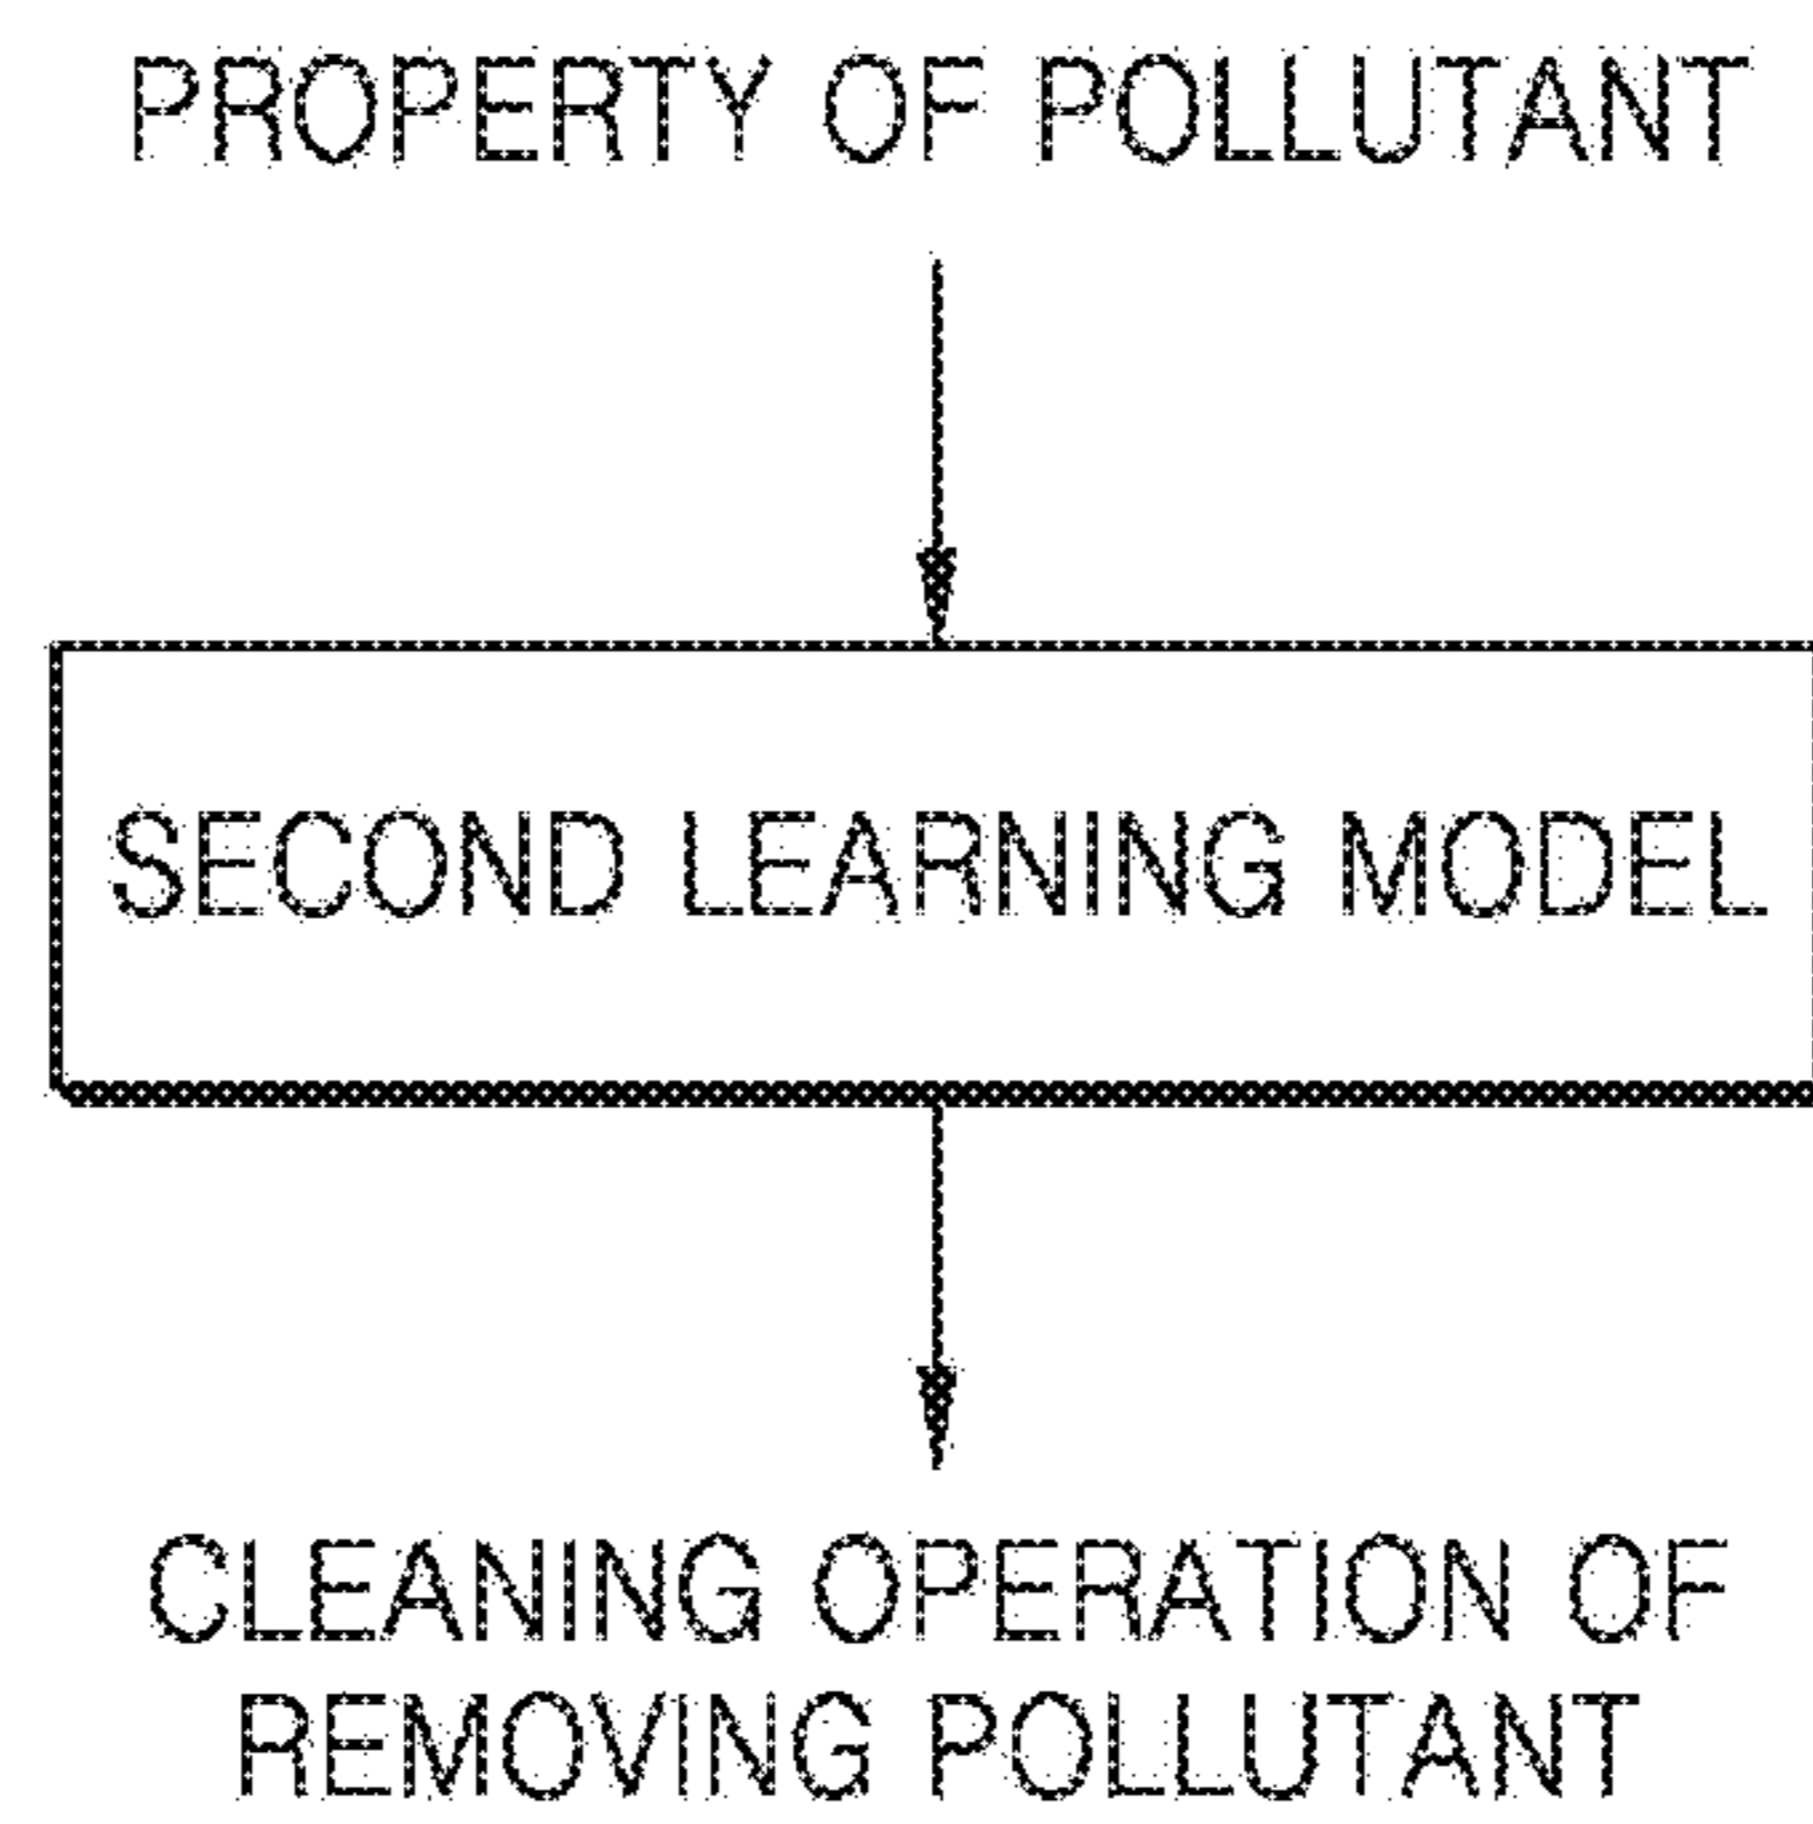 PROPERTY OF POLLUTANT
SECOND LEARNING MODEL
CLEANING OPERATION OF
REMOVING POLLUTANT